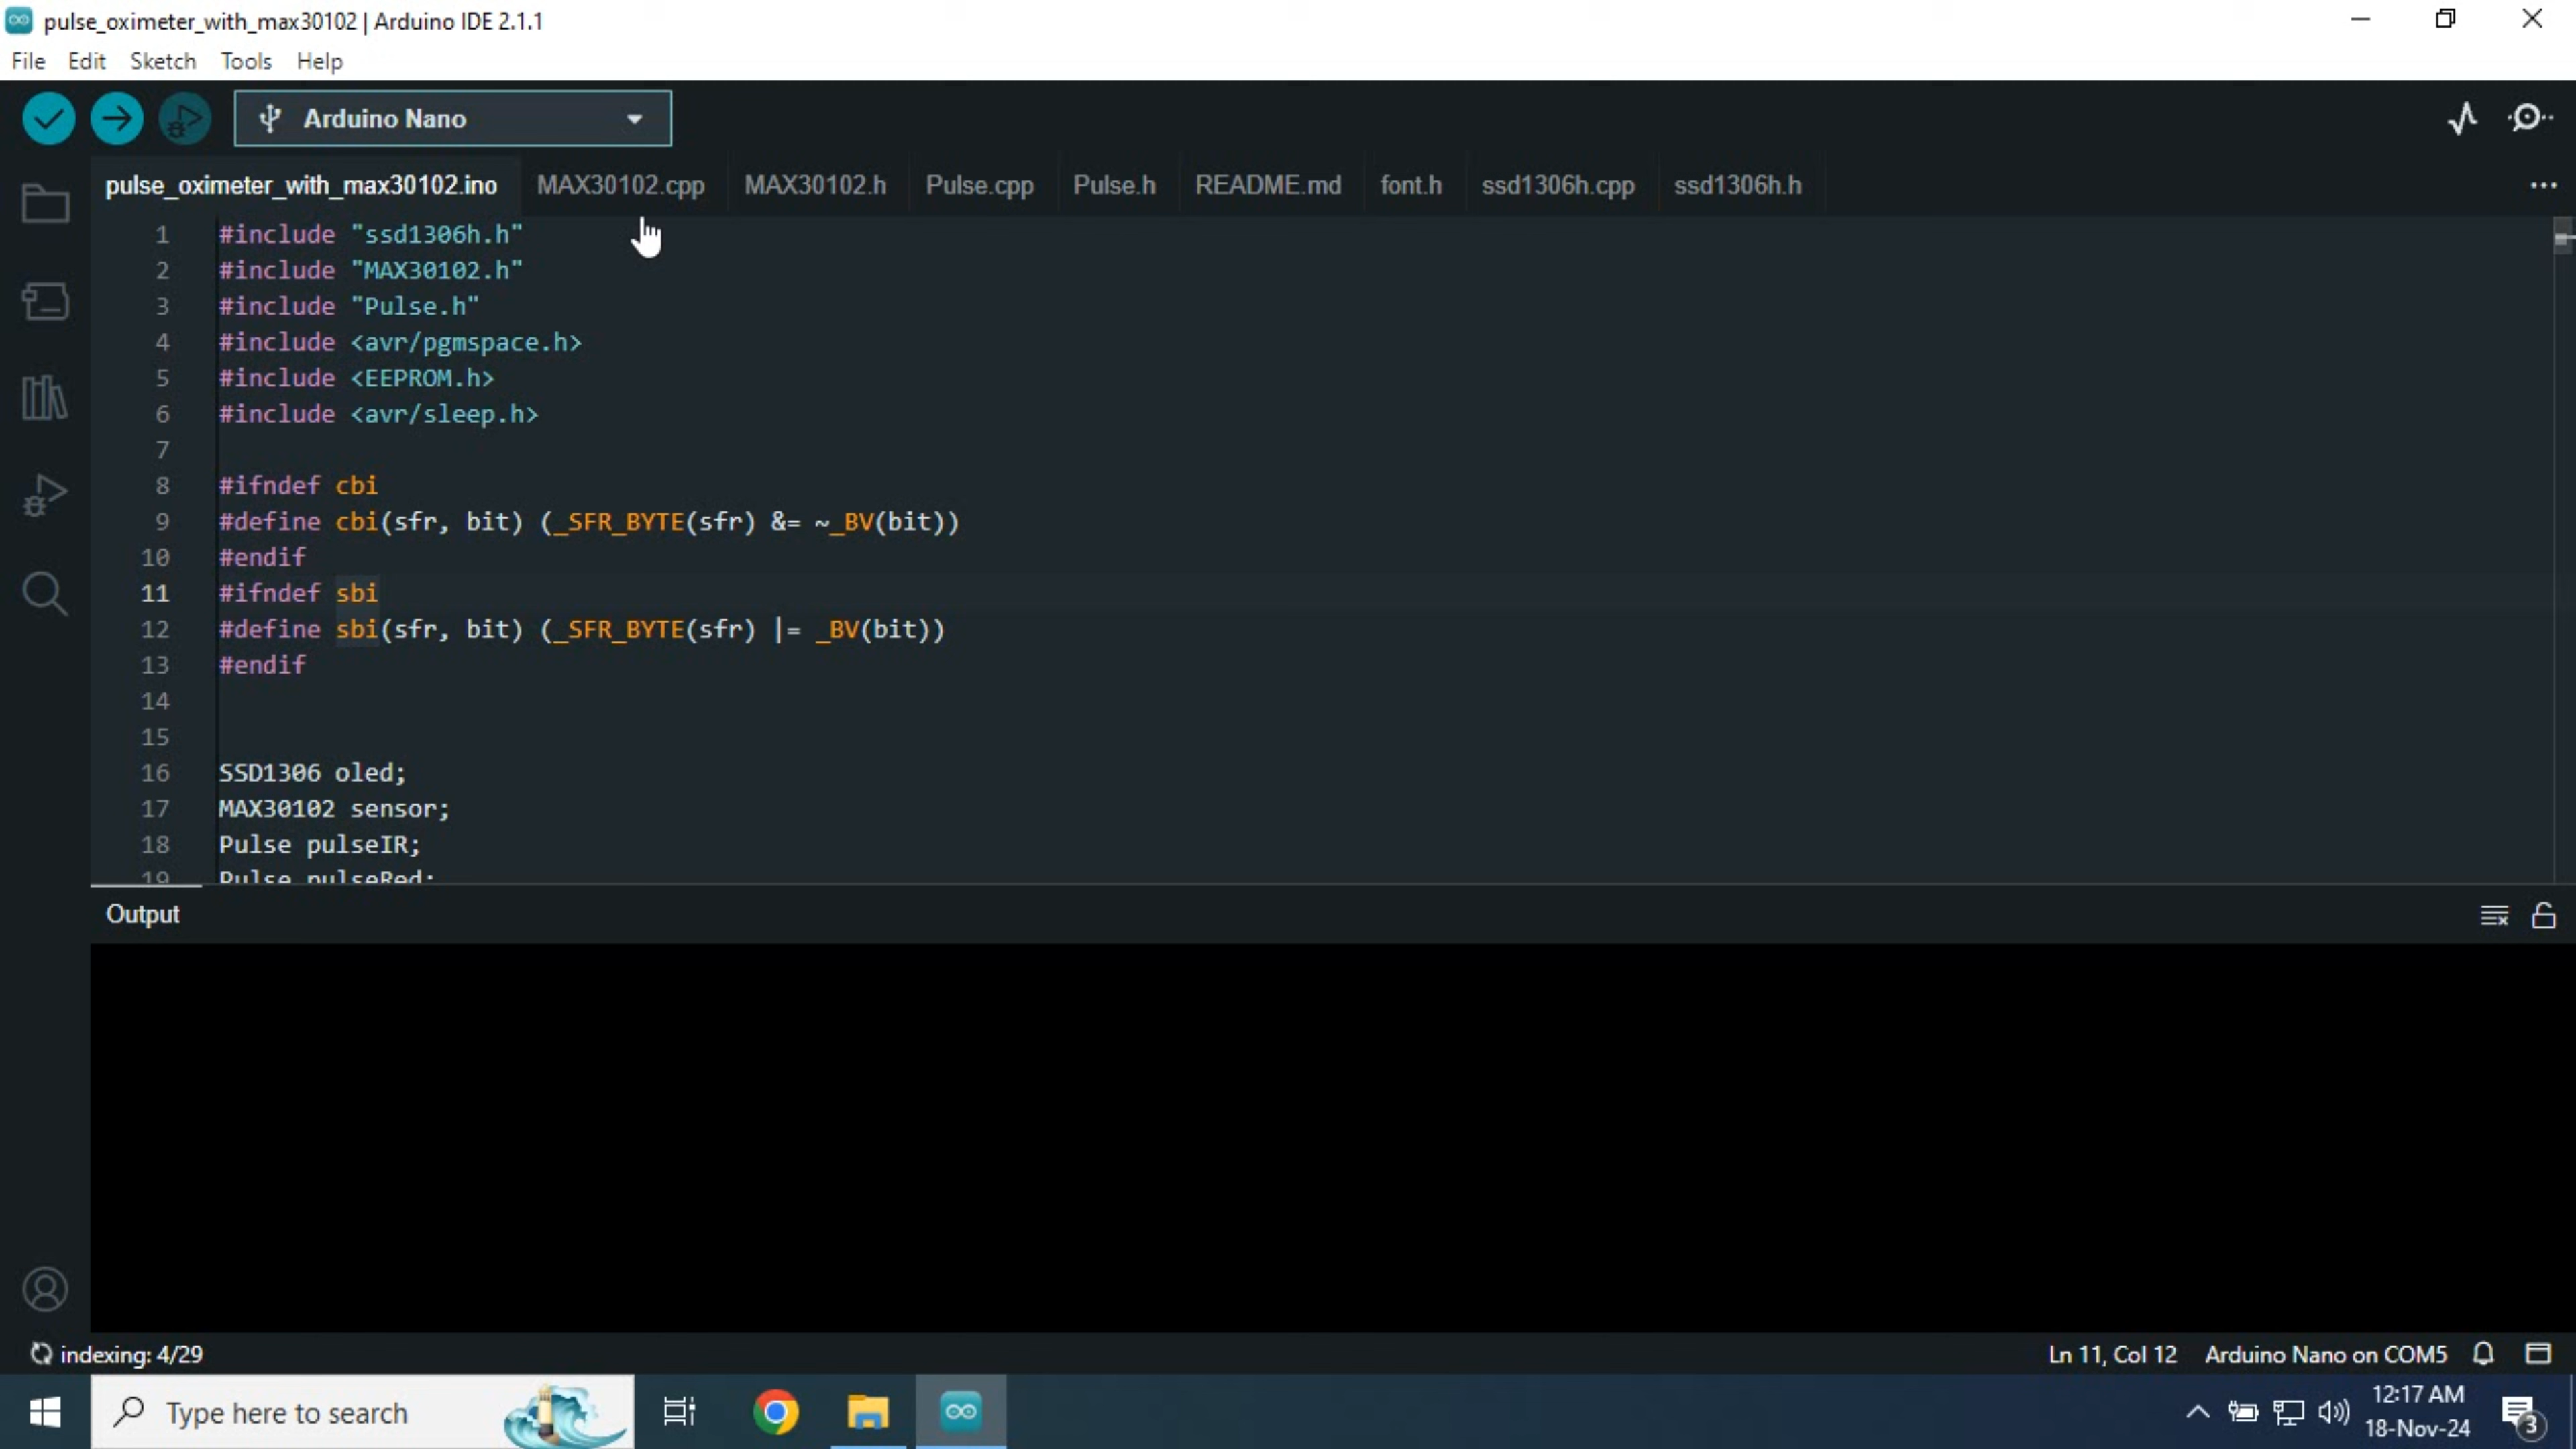 pulse_oximeter_with_max30102 | Arduino IDE 2.1.1
File Edit Sketch Tools Help
Arduino Nano
pulse_oximeter_with_max30102.ino MAX30102.cpp MAX30102.h Pulse.cpp Pulse.h README.md font.h ssd1306h.cpp ssd1306h.h
1 #include "ssd1306h.h"
2 #include "MAX30102.h"
3 #include "Pulse.h"
4 #include <avr/pgmspace.h>
5 #include <EEPROM.h>
6 #include <avr/sleep.h>
7
8 #ifndef cbi
9 #define cbi(sfr, bit) (_SFR_BYTE(sfr) &= ~_BV(bit))
10 #endif
11 #ifndef sbi
12 #define sbi(sfr, bit) (_SFR_BYTE(sfr) |= _BV(bit))
13 #endif
14
15
16 SSD1306 oled;
17 MAX30102 sensor;
18 Pulse pulseIR;
19 Pulse pulseRed;
Output
indexing: 4/29 Ln 11, Col 12 Arduino Nano on COM5
Type here to search 12:17 AM
18-Nov-24 3